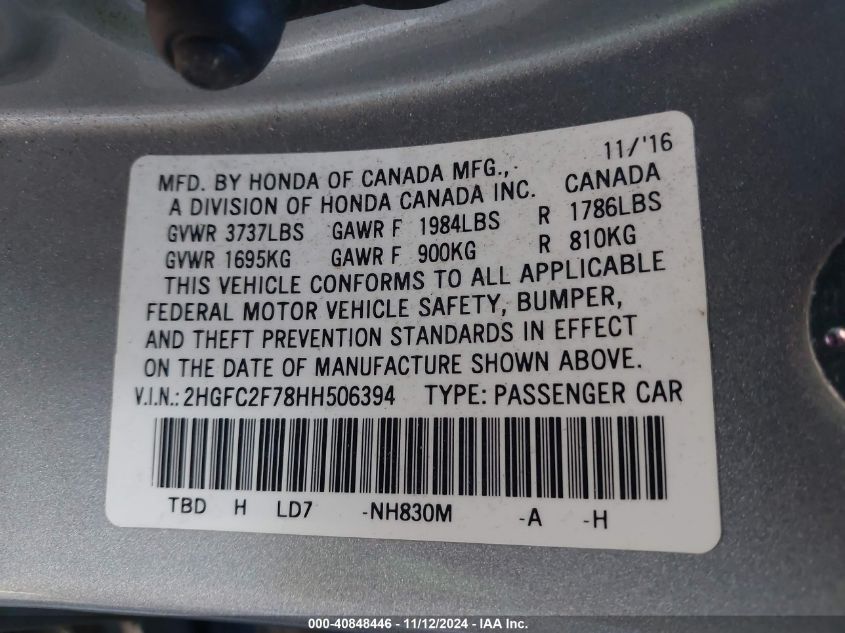 11/'16
MFD. BY HONDA OF CANADA MFG.,
A DIVISION OF HONDA CANADA INC. CANADA
GVWR 3737LBS GAWR F 1984LBS R 1786LBS
GVWR 1695KG GAWR F 900KG R 810KG
THIS VEHICLE CONFORMS TO ALL APPLICABLE
FEDERAL MOTOR VEHICLE SAFETY, BUMPER,
AND THEFT PREVENTION STANDARDS IN EFFECT
ON THE DATE OF MANUFACTURE SHOWN ABOVE.
V.I.N.: 2HGFC2F78HH506394 TYPE: PASSENGER CAR
TBD H LD7 -NH830M -A -H
000-40848446 - 11/12/2024 - IAA Inc.